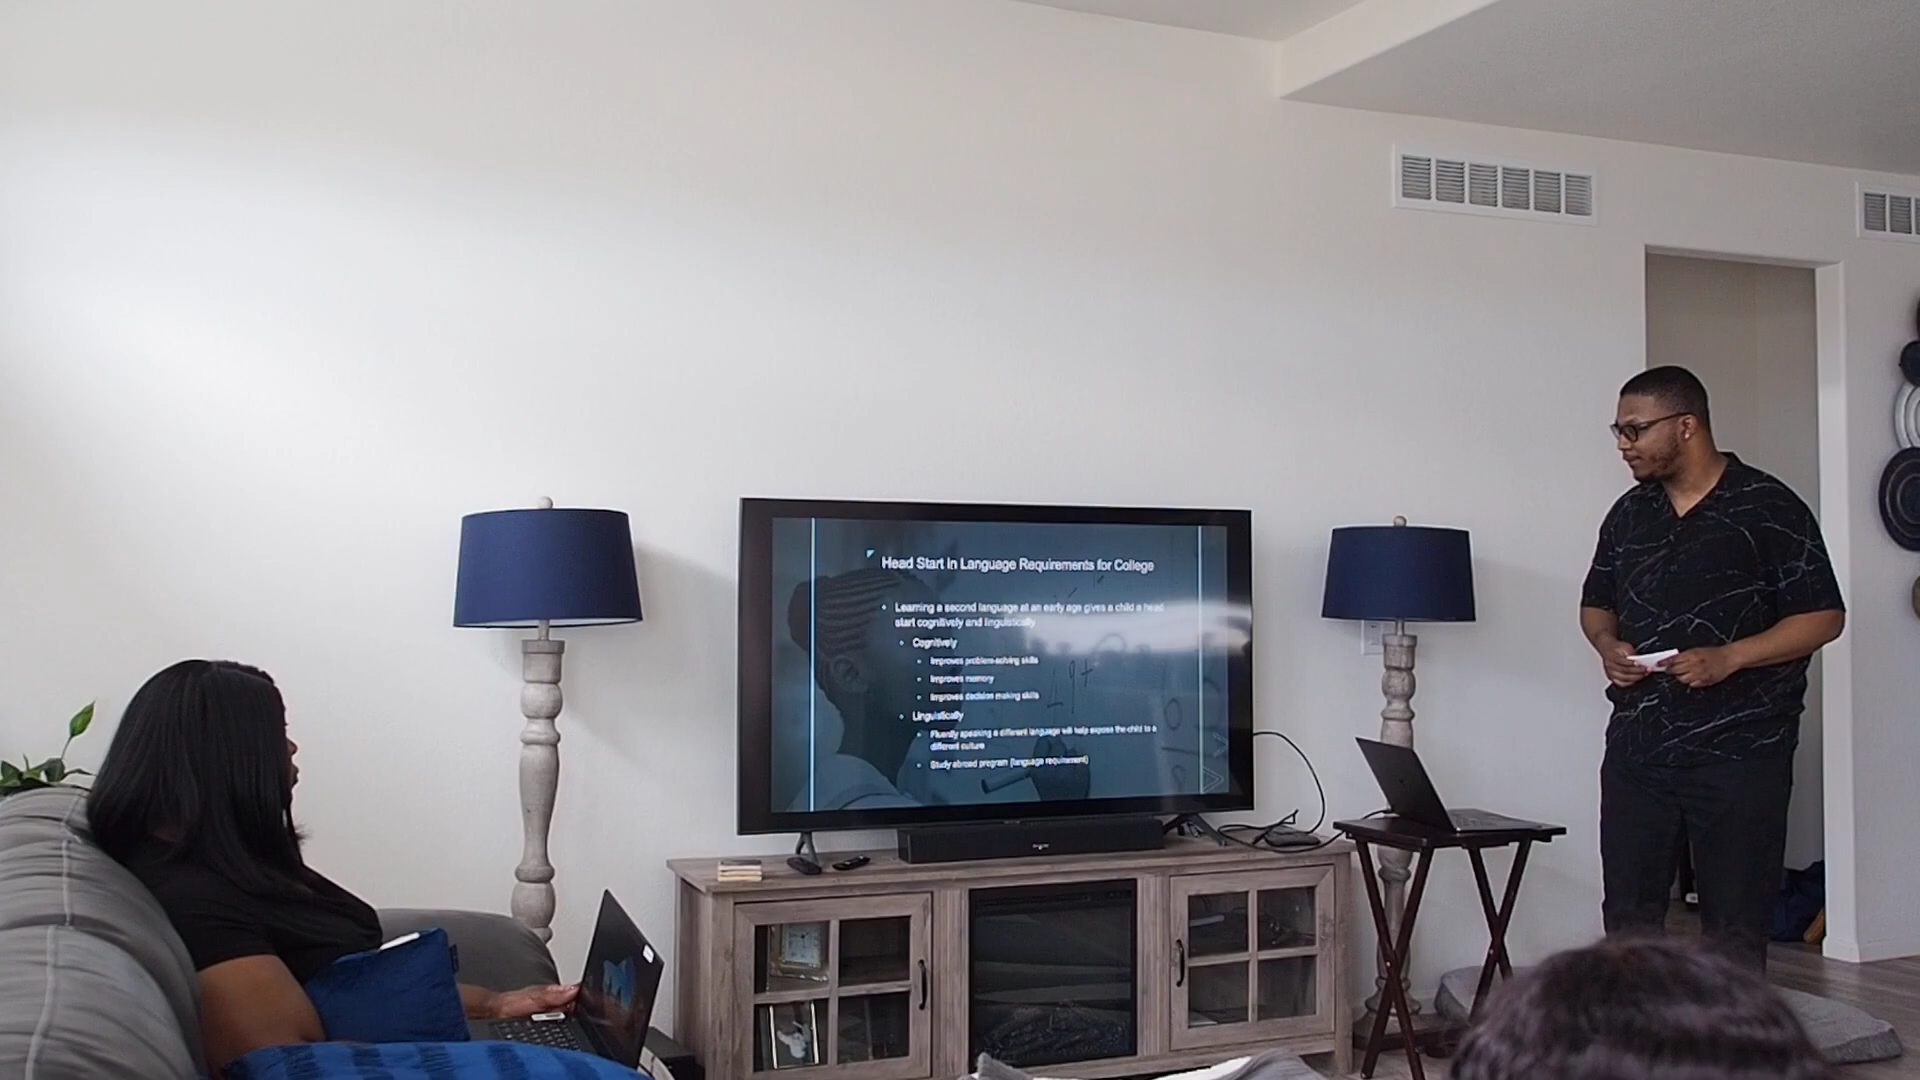 Head Start in Language Requirements for College
Learning a second language at an early age gives a child a head
start cognitively and linguistically
Cognitively
Improves problem-solving skills
Improves memory
Improves decision making skills
Linguistically
Fluently speaking a different language will help expose the child to a
different culture
Study abroad program (language requirement)